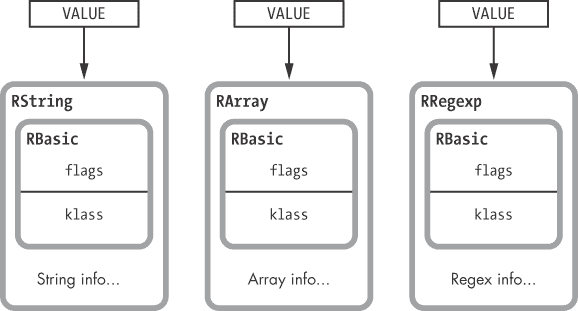 VALUE
VALUE
VALUE
RString
RArray
RRegexp
RBasic
RBasic
RBasic
flags
flags
flags
klass
klass
klass
String info...
Array info...
Regex info...